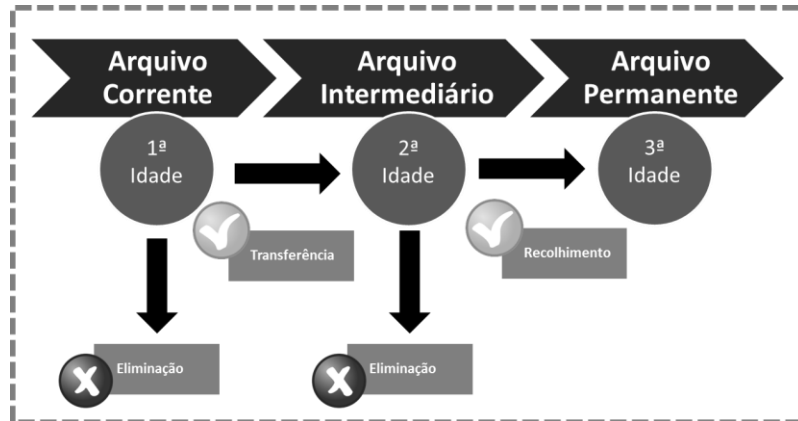 Arquivo
Corrente
Arquivo
Intermediário
Arquivo
Permanente
1ª
Idade
2ª
Idade
3ª
Idade
Transferência
Recolhimento
Eliminação
Eliminação